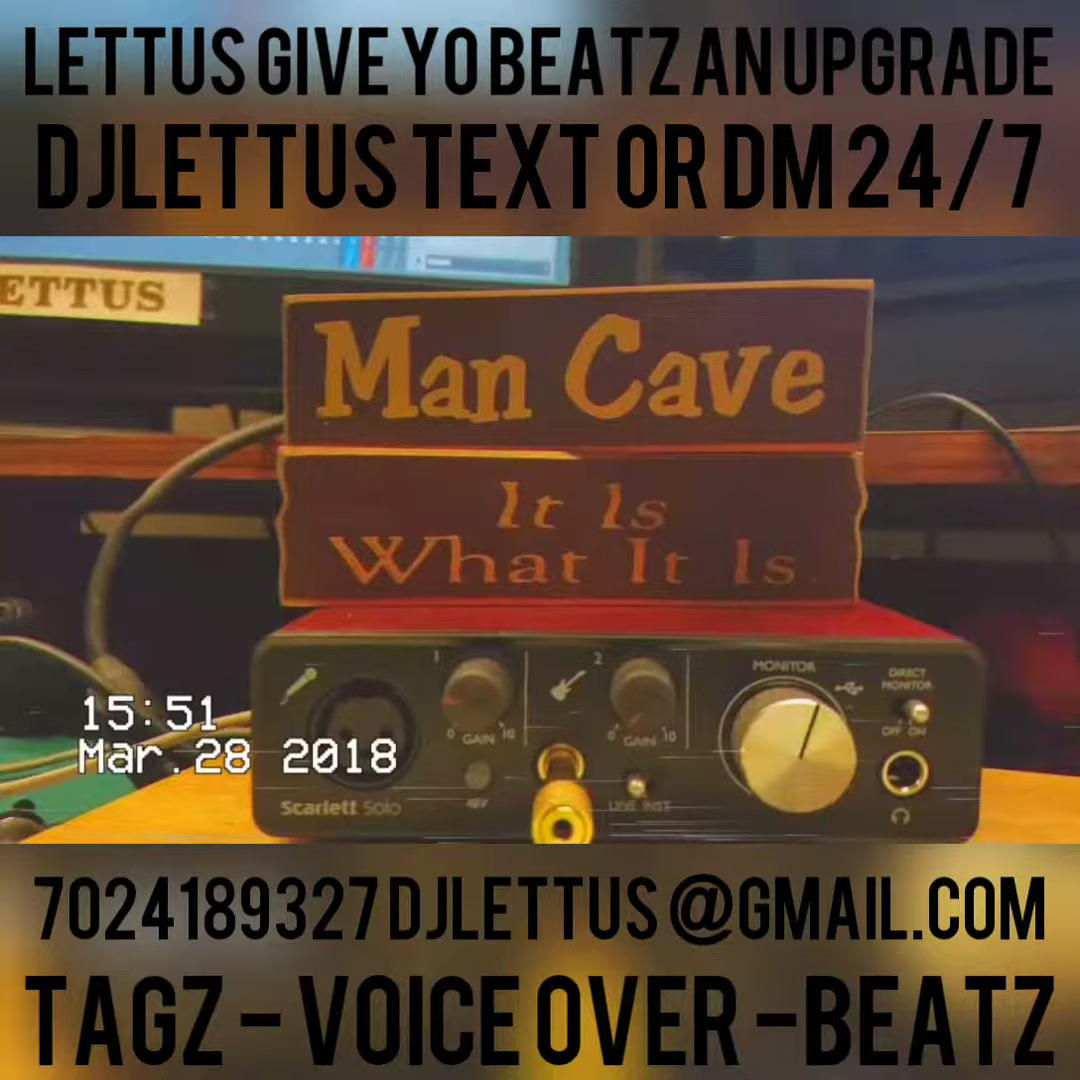 LETTUS GIVE YO BEATZ AN UPGRADE
DJLETTUS TEXT OR DM 24/7
ETTUS
Man Cave
It Is
What It Is
MONITOR
DIRECT
MONITOR
OFF ON
1
2
0 GAIN 10
0 GAIN 10
48V
LINE INST
Scarlett Solo
15:51
Mar.28 2018
7024189327 DJLETTUS @GMAIL.COM
TAGZ - VOICE OVER - BEATZ